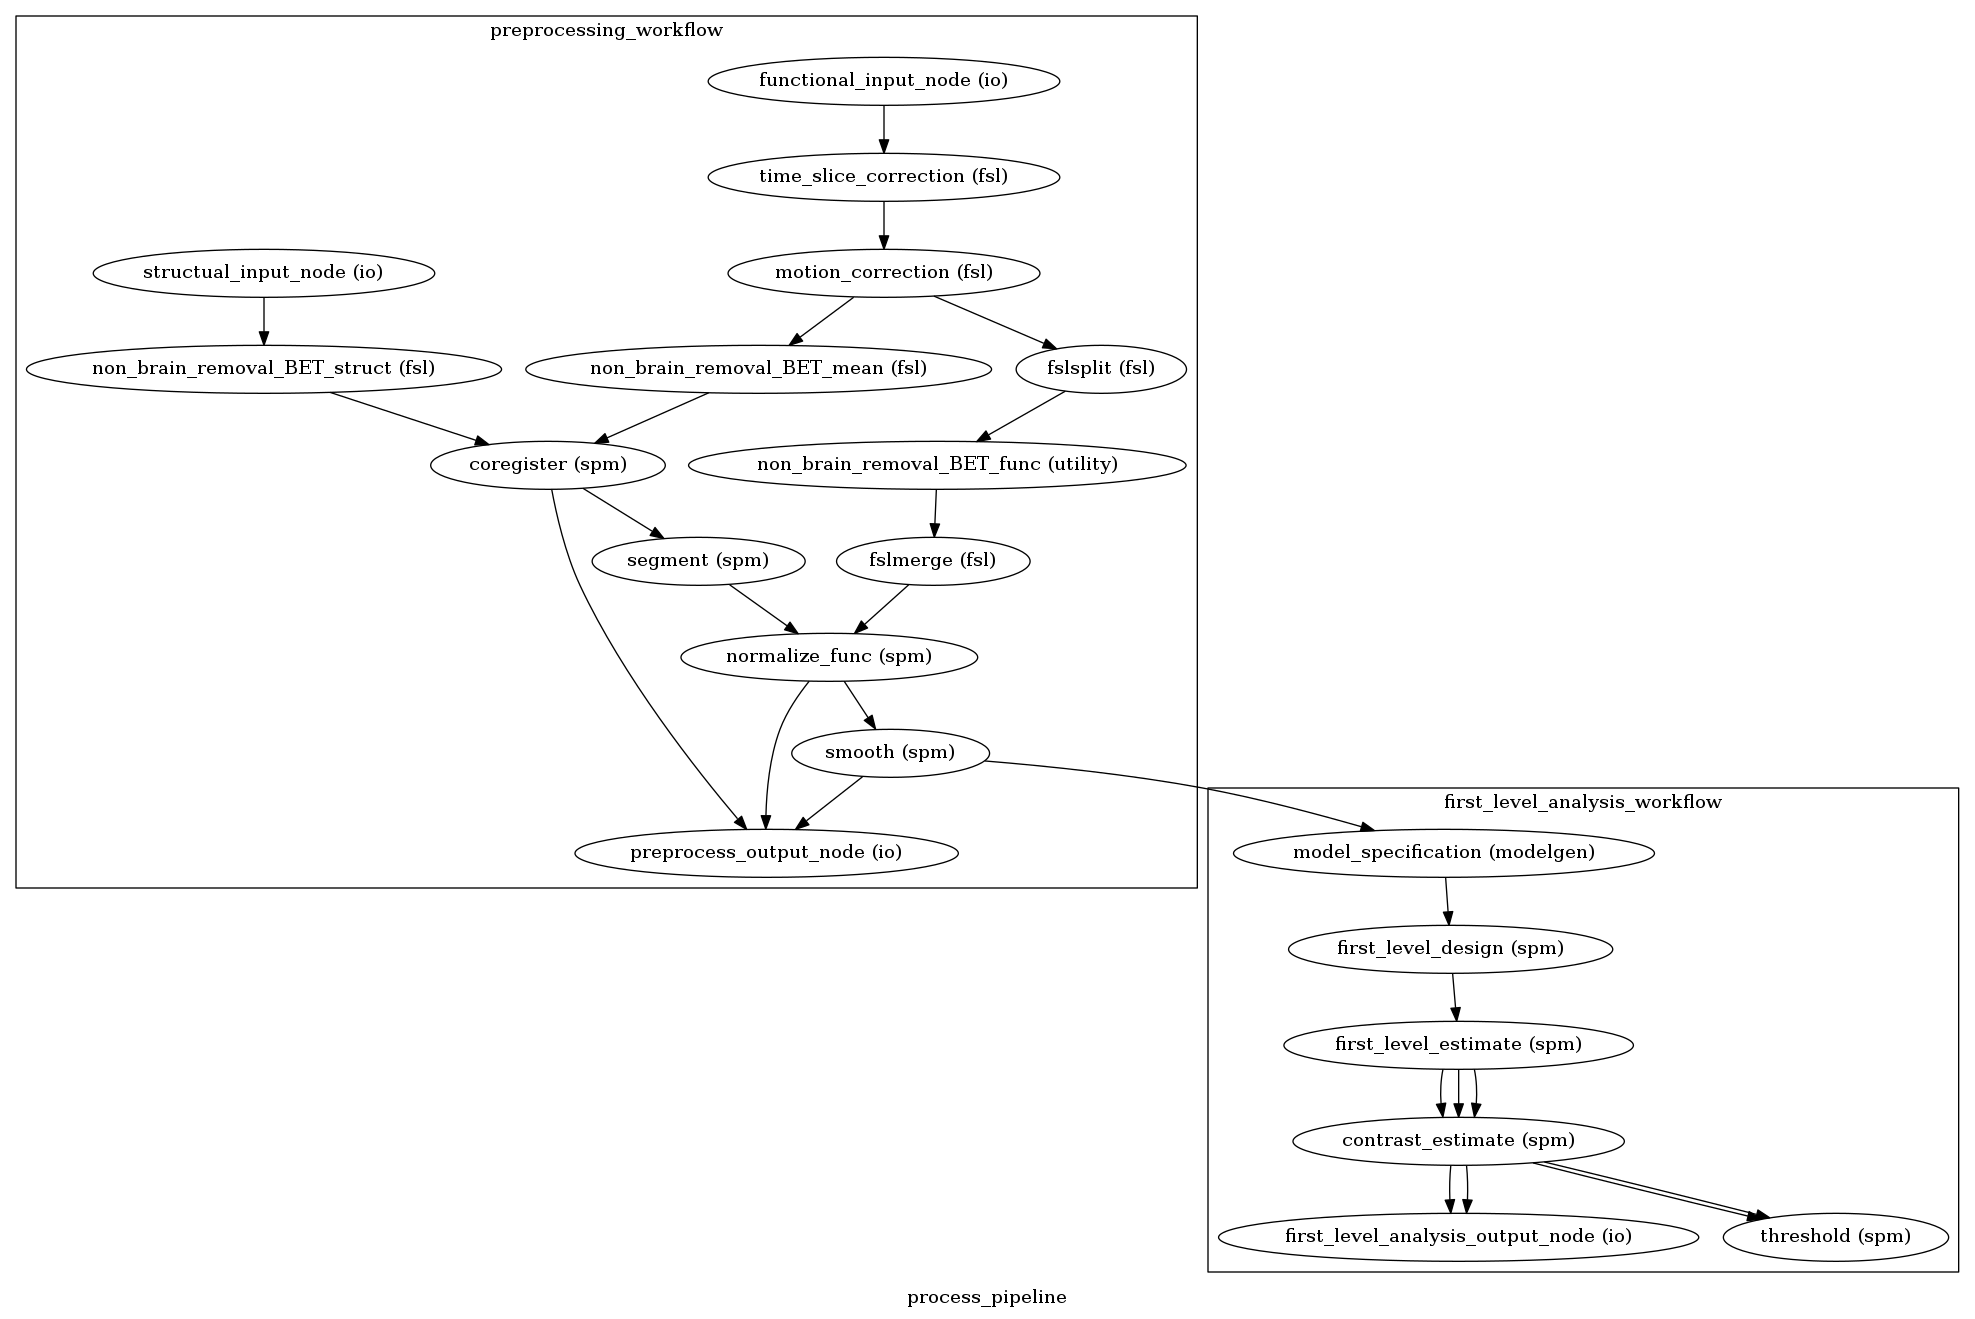 preprocessing_workflow
functional_input_node (io)
time_slice_correction (fsl)
structual_input_node (io)
motion_correction (fsl)
non_brain_removal_BET_struct (fsl)
non_brain_removal_BET_mean (fsl)
fslsplit (fsl)
coregister (spm)
non_brain_removal_BET_func (utility)
segment (spm)
fslmerge (fsl)
normalize_func (spm)
smooth (spm)
preprocess_output_node (io)
first_level_analysis_workflow
model_specification (modelgen)
first_level_design (spm)
first_level_estimate (spm)
contrast_estimate (spm)
first_level_analysis_output_node (io)
threshold (spm)
process_pipeline